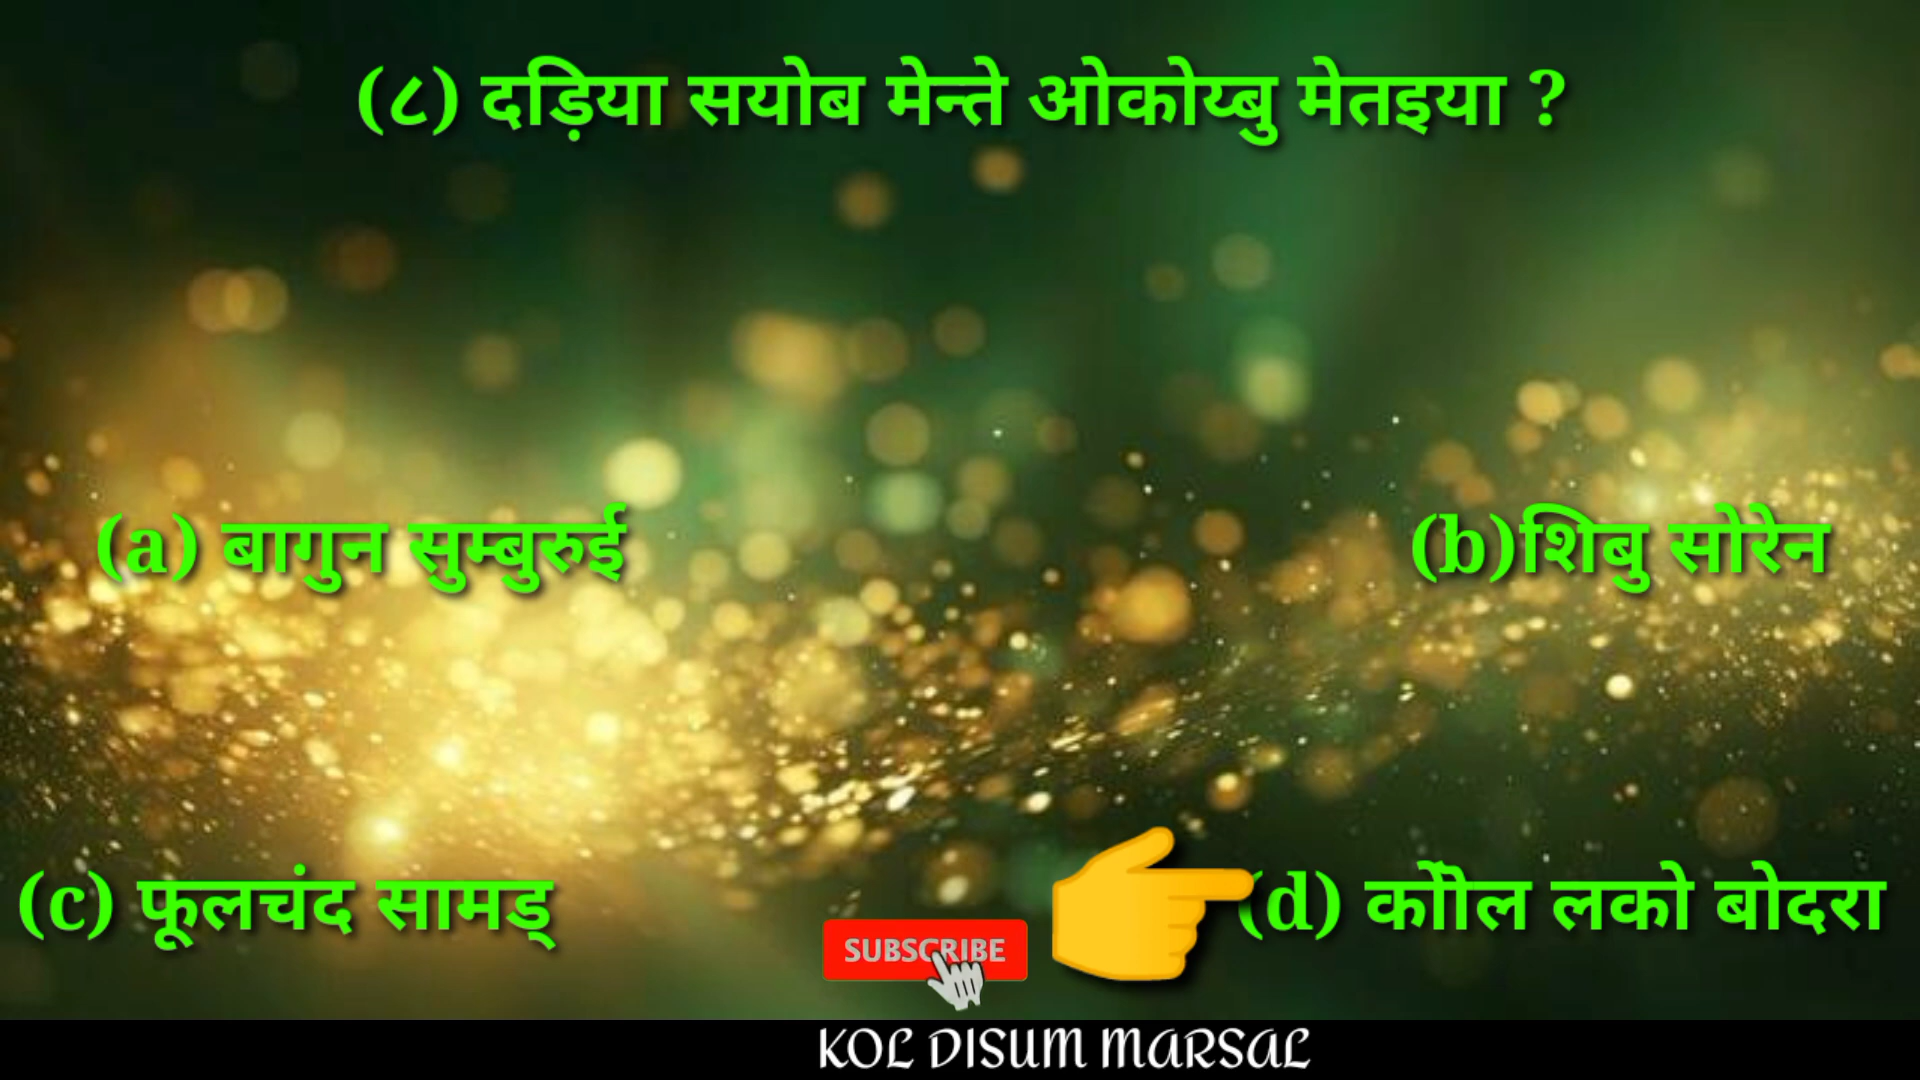 (८) दड़िया सयोब मेन्ते ओकोय्बु मेतइया ?
(a) बागुन सुम्बुरुई
(b)शिबु सोरेन
(c) फूलचंद सामड्
(d) कोौल लको बोदरा
SUBSCRIBE
KOL DISUM MARSAL